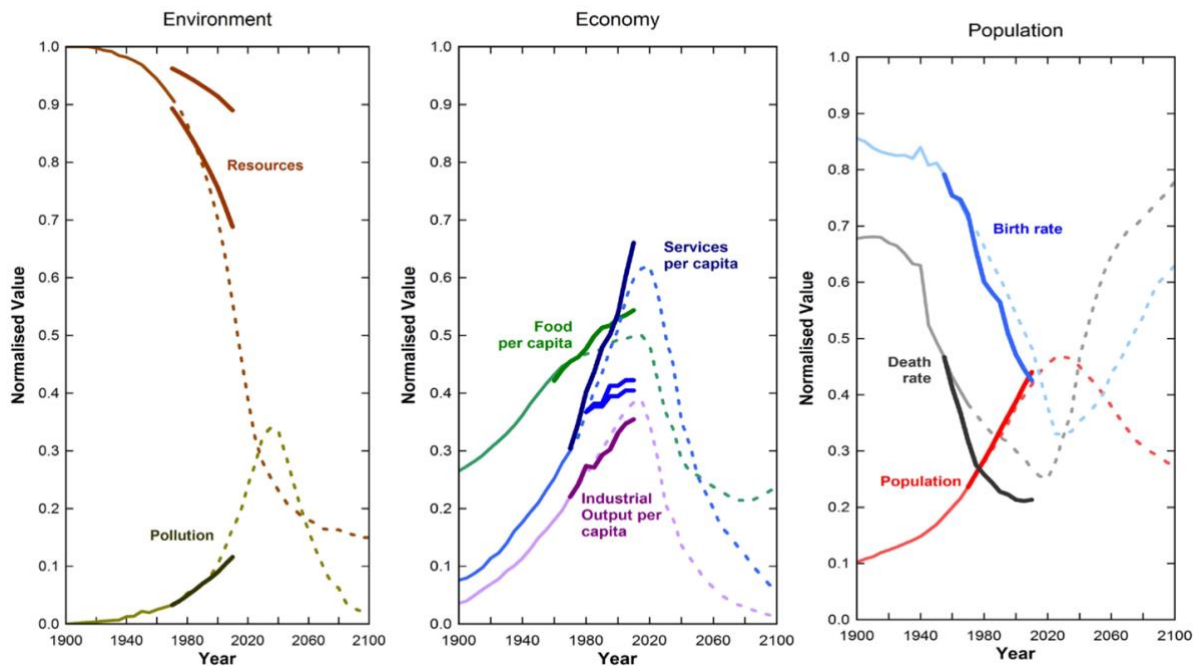 Environment
Normalised Value
1.0
0.9
0.8
0.7
0.6
0.5
0.4
0.3
0.2
0.1
0.0
Resources
Pollution
1900 1940 1980 2020 2060 2100
Year
Economy
Normalised Value
1.0
0.9
0.8
0.7
0.6
0.5
0.4
0.3
0.2
0.1
0.0
Services
per capita
Food
per capita
Industrial
Output per
capita
1900 1940 1980 2020 2060 2100
Year
Population
Normalised Value
1.0
0.9
0.8
0.7
0.6
0.5
0.4
0.3
0.2
0.1
0.0
Birth rate
Death
rate
Population
1900 1940 1980 2020 2060 2100
Year